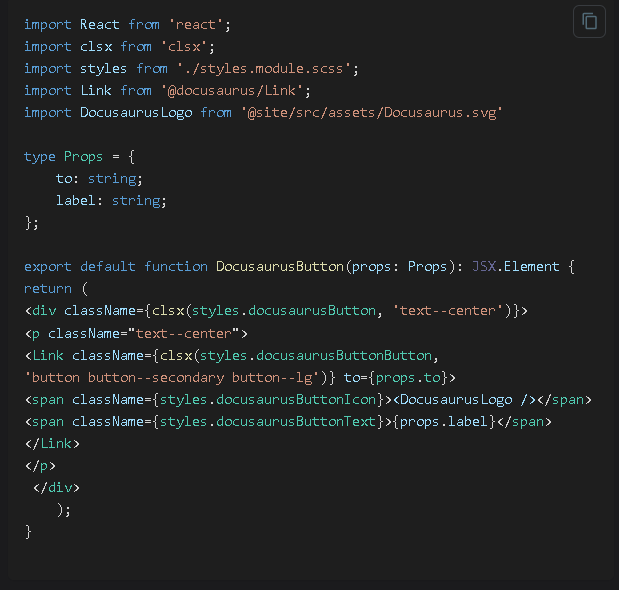 import React from 'react';
import clsx from 'clsx';
import styles from './styles.module.scss';
import Link from '@docusaurus/Link';
import DocusaurusLogo from '@site/src/assets/Docusaurus.svg'

type Props = {
    to: string;
    label: string;
};

export default function DocusaurusButton(props: Props): JSX.Element {
return (
<div className={clsx(styles.docusaurusButton, 'text--center')}>
<p className="text--center">
<Link className={clsx(styles.docusaurusButtonButton,
'button button--secondary button--lg')} to={props.to}>
<span className={styles.docusaurusButtonIcon}><DocusaurusLogo /></span>
<span className={styles.docusaurusButtonText}>{props.label}</span>
</Link>
</p>
 </div>
    );
}